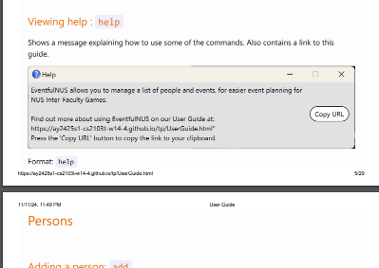 Viewing help : help
Shows a message explaining how to use some of the commands. Also contains a link to this
guide.
Help
EventfulNUS allows you to manage a list of people and events, for easier event planning for
NUS Inter Faculty Games.
Find out more about using EventfulNUS on our User Guide at:
https://ay2425s1-cs2103t-w14-4.github.io/tp/UserGuide.html"
Press the 'Copy URL' button to copy the link to your clipboard.
Copy URL
Format: help
https://ay2425s1-cs2103t-w14-4.github.io/tp/UserGuide.html 5/29
11/11/24, 11:40 PM User Guide
Persons
Adding a person: add